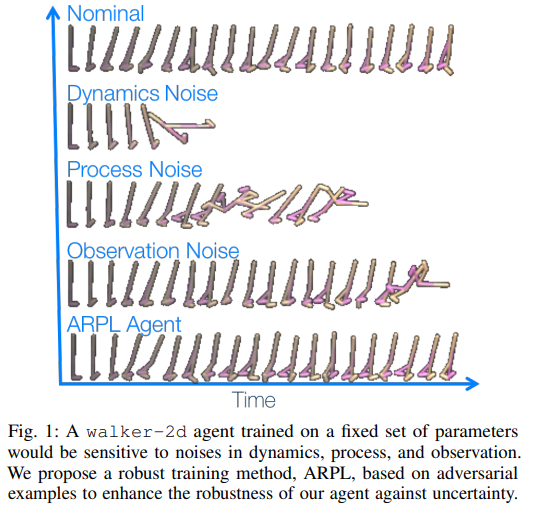 Nominal
Dynamics Noise
Process Noise
Observation Noise
ARPL Agent
Time
Fig. 1: A walker-2d agent trained on a fixed set of parameters
would be sensitive to noises in dynamics, process, and observation.
We propose a robust training method, ARPL, based on adversarial
examples to enhance the robustness of our agent against uncertainty.